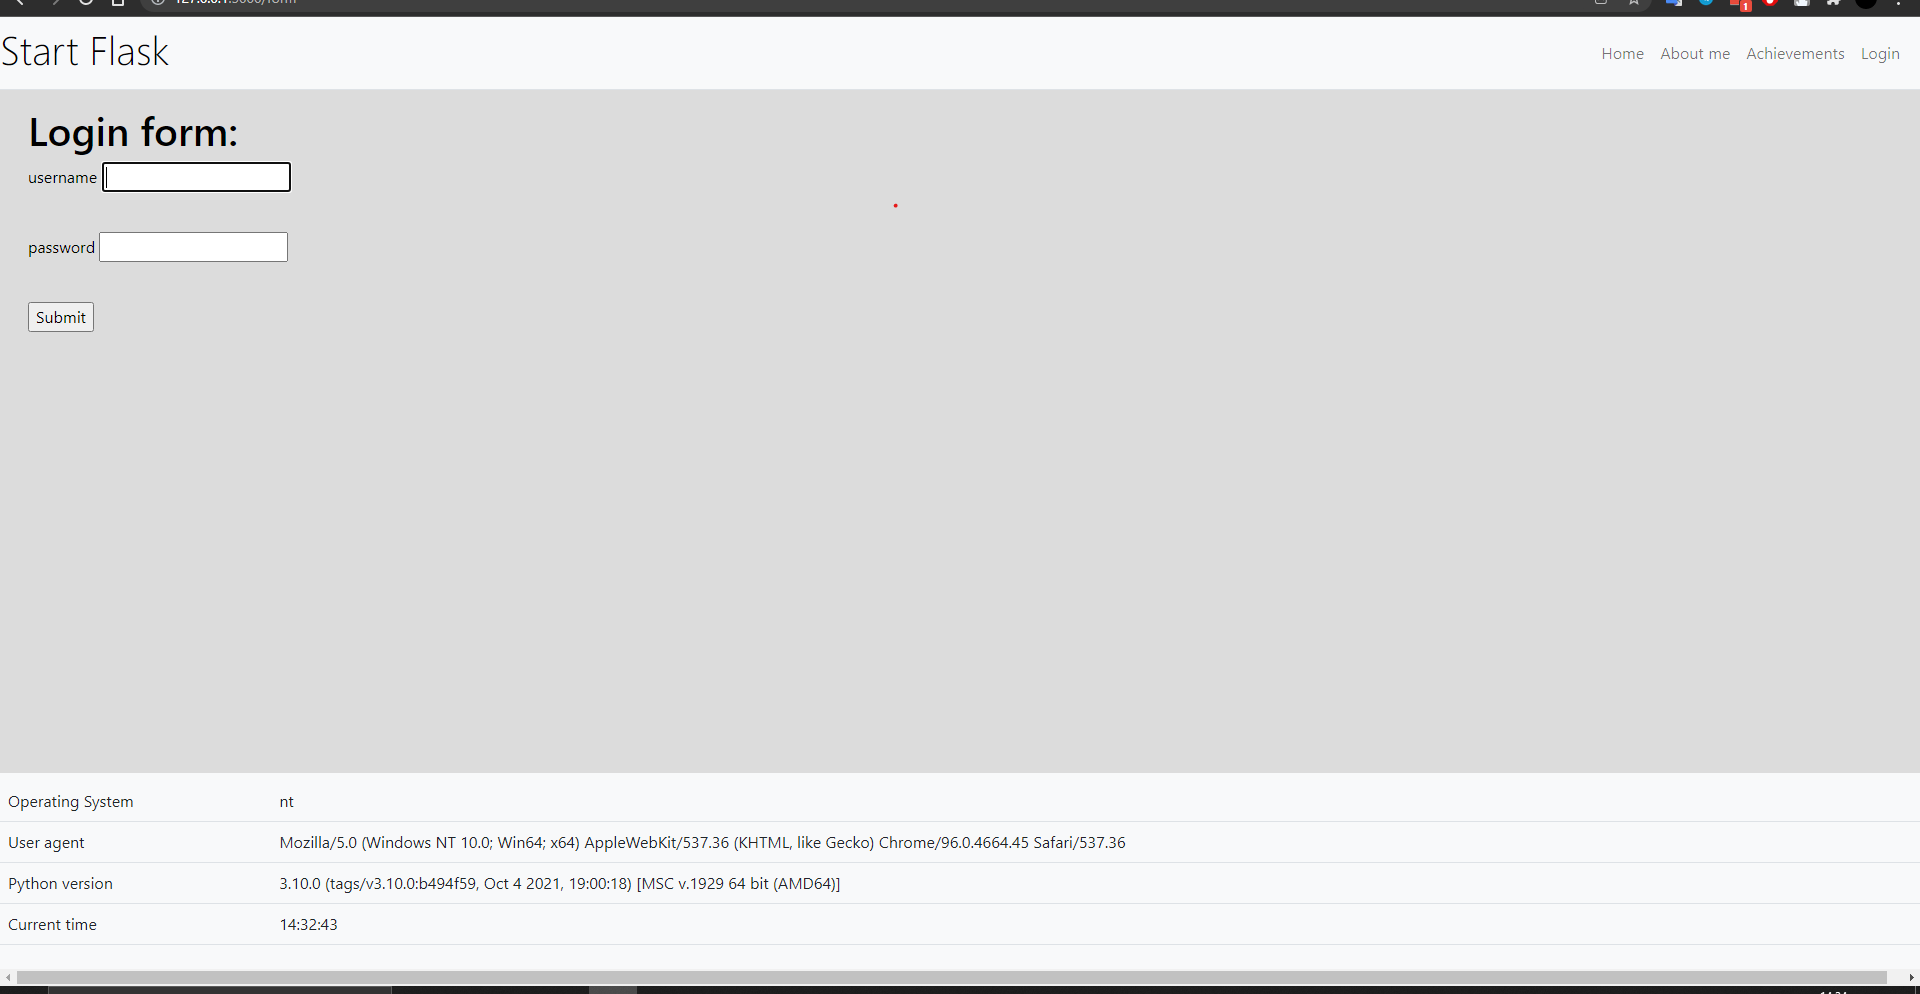 Start Flask
Home About me Achievements Login
Login form:
username
password
Submit
Operating System nt
User agent Mozilla/5.0 (Windows NT 10.0; Win64; x64) AppleWebKit/537.36 (KHTML, like Gecko) Chrome/96.0.4664.45 Safari/537.36
Python version 3.10.0 (tags/v3.10.0:b494f59, Oct 4 2021, 19:00:18) [MSC v.1929 64 bit (AMD64)]
Current time 14:32:43